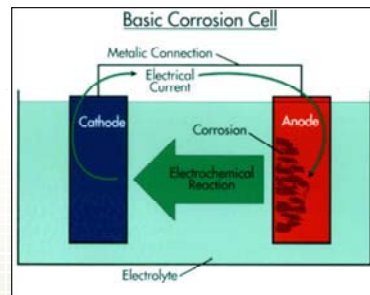 Basic Corrosion Cell
Metalic Connection
Electrical
Current
Cathode
Anode
Corrosion
Electrochemical
Reaction
Electrolyte